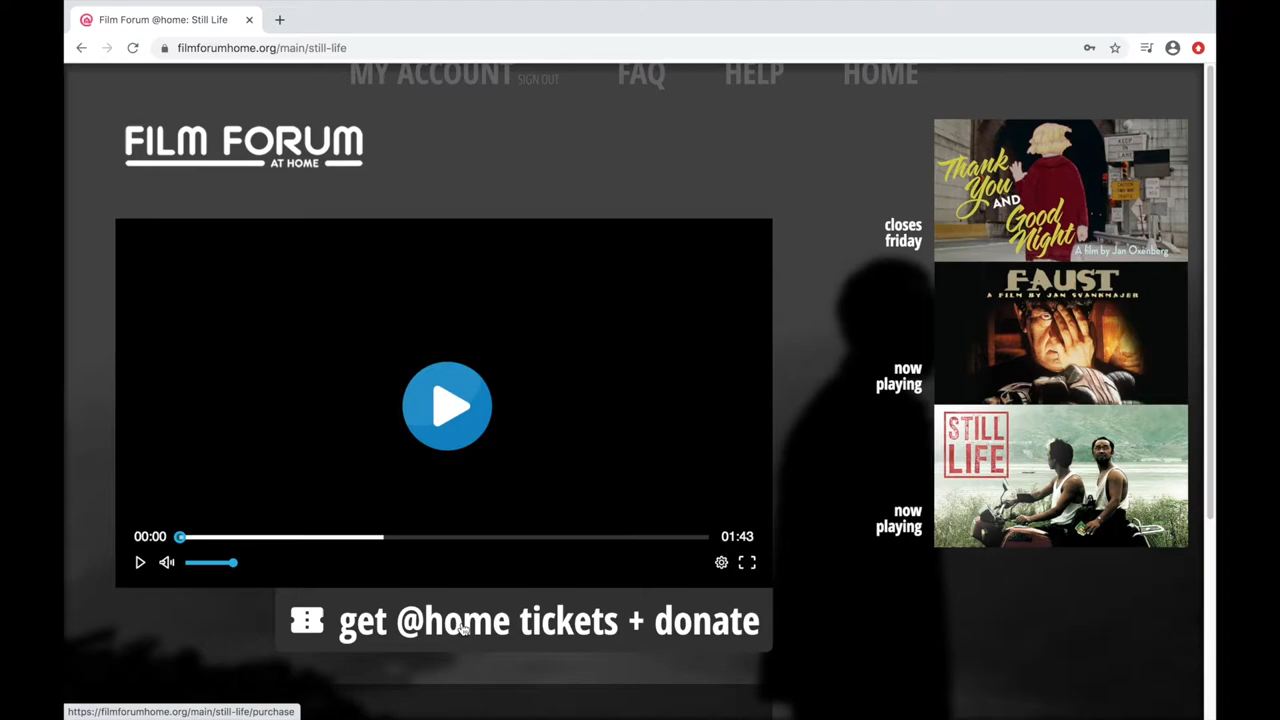 Film Forum @home: Still Life
filmforumhome.org/main/still-life
MY ACCOUNT SIGN OUT FAQ HELP HOME
FILM FORUM
AT HOME
closes
friday
Thank
You
AND
Good
Night
A film by Jan Oxenberg
KEEP
IN
LANE
now
playing
FAUST
A FILM BY JAN SVANKMAJER
now
playing
STILL
LIFE
00:00
01:43
get @home tickets + donate
https://filmforumhome.org/main/still-life/purchase